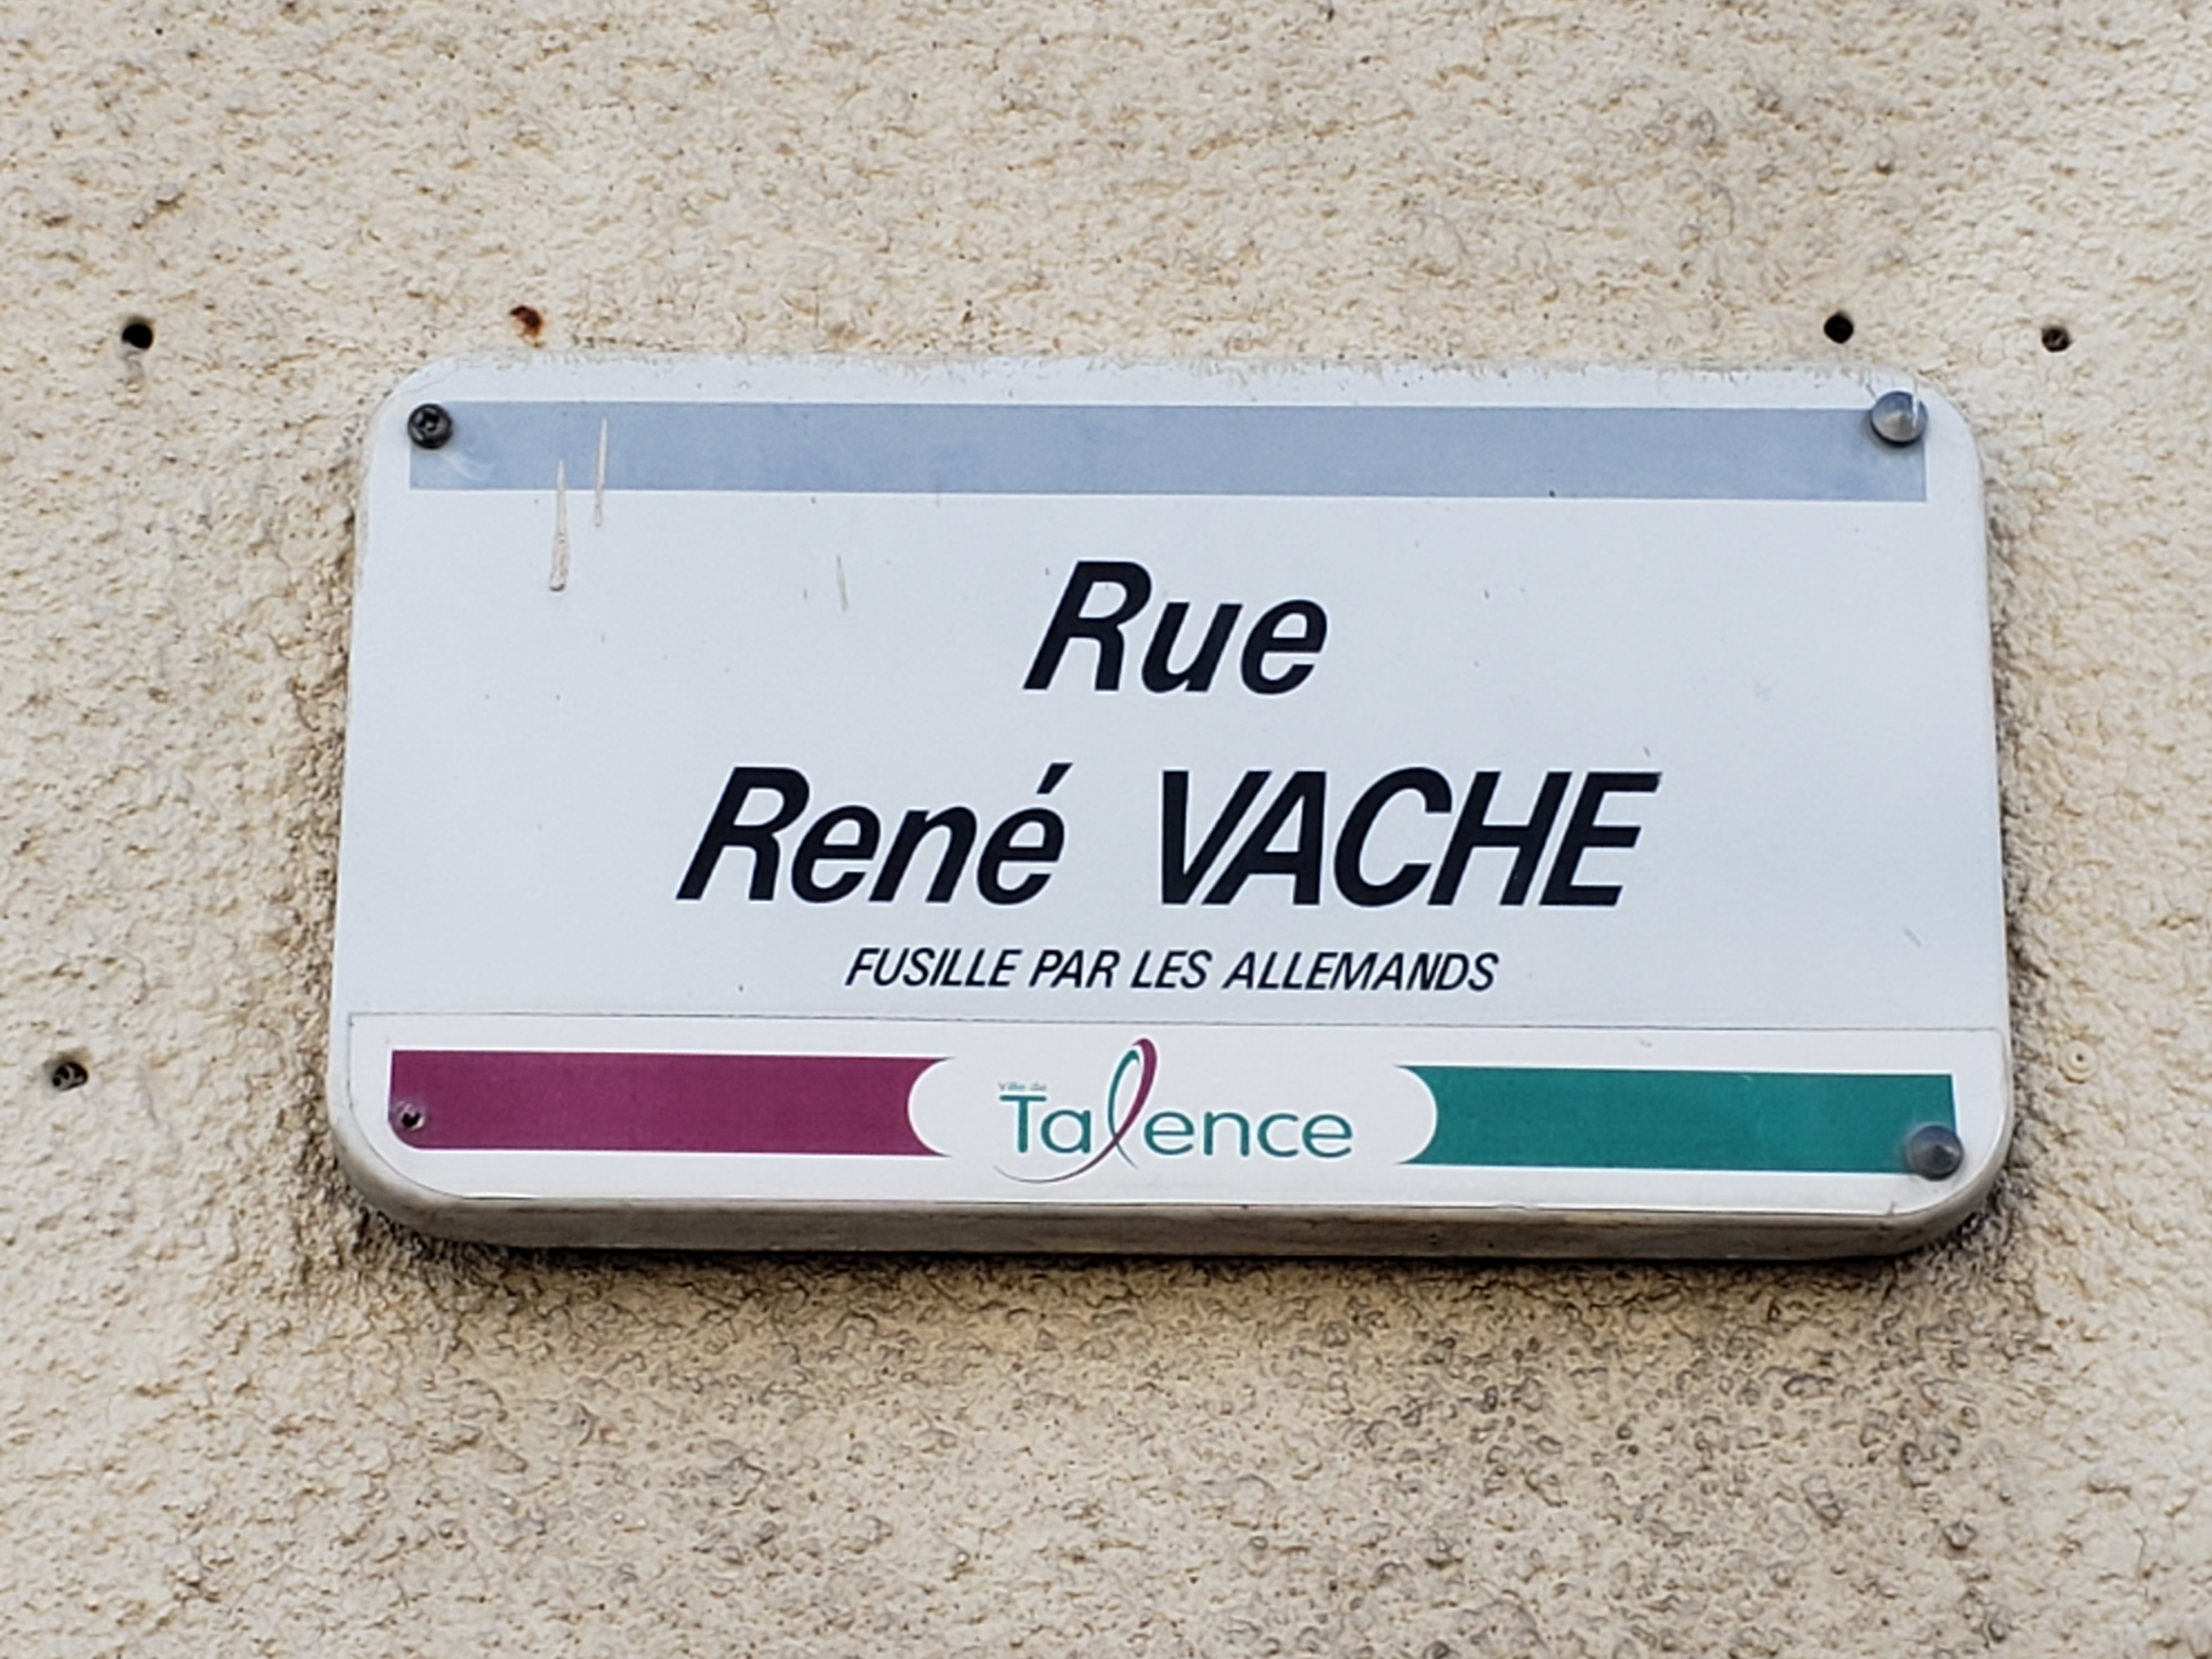 Rue
René VACHE
FUSILLE PAR LES ALLEMANDS
Ville de
Talence